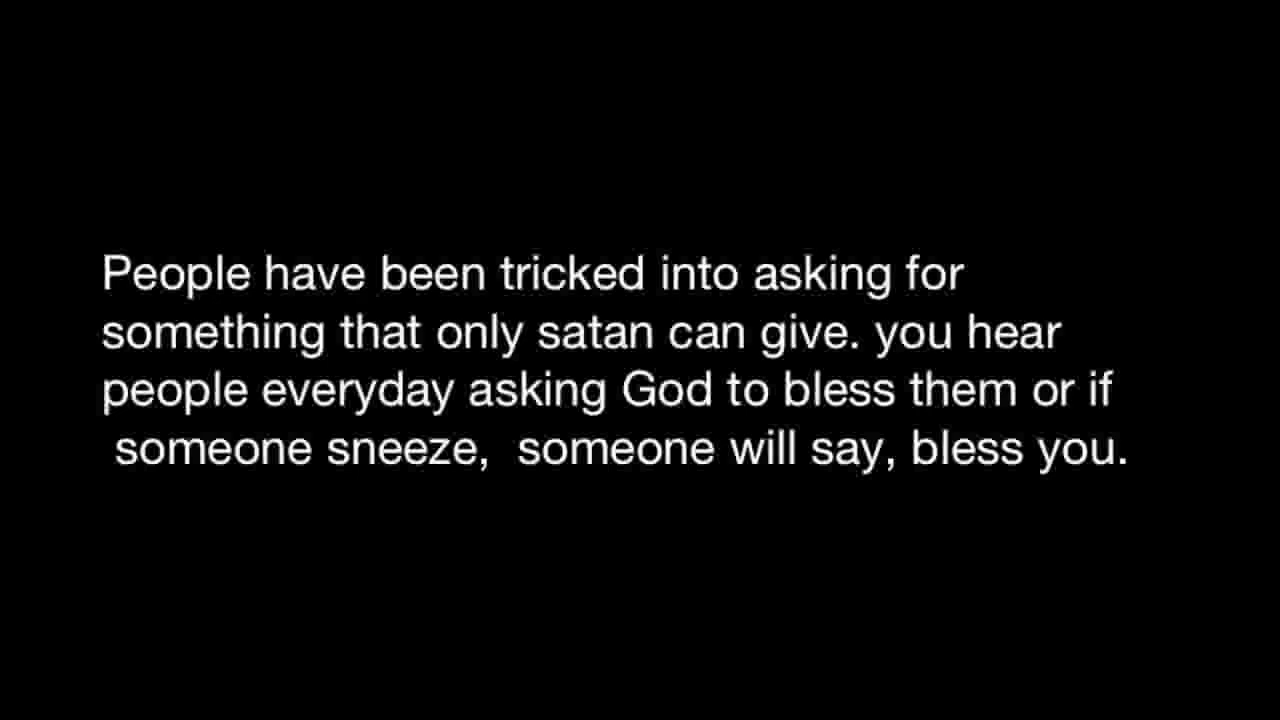 People have been tricked into asking for
something that only satan can give. you hear
people everyday asking God to bless them or if
someone sneeze,  someone will say, bless you.